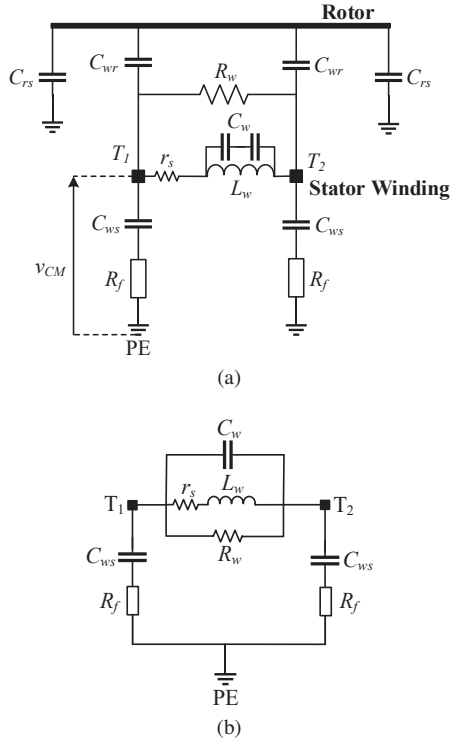 Rotor
C_rs C_wr R_w C_wr C_rs
C_w
T_1 r_s T_2
L_w Stator Winding
C_ws C_ws
v_CM R_f R_f
PE
(a)
C_w
r_s L_w
T_1 T_2
R_w
C_ws C_ws
R_f R_f
PE
(b)